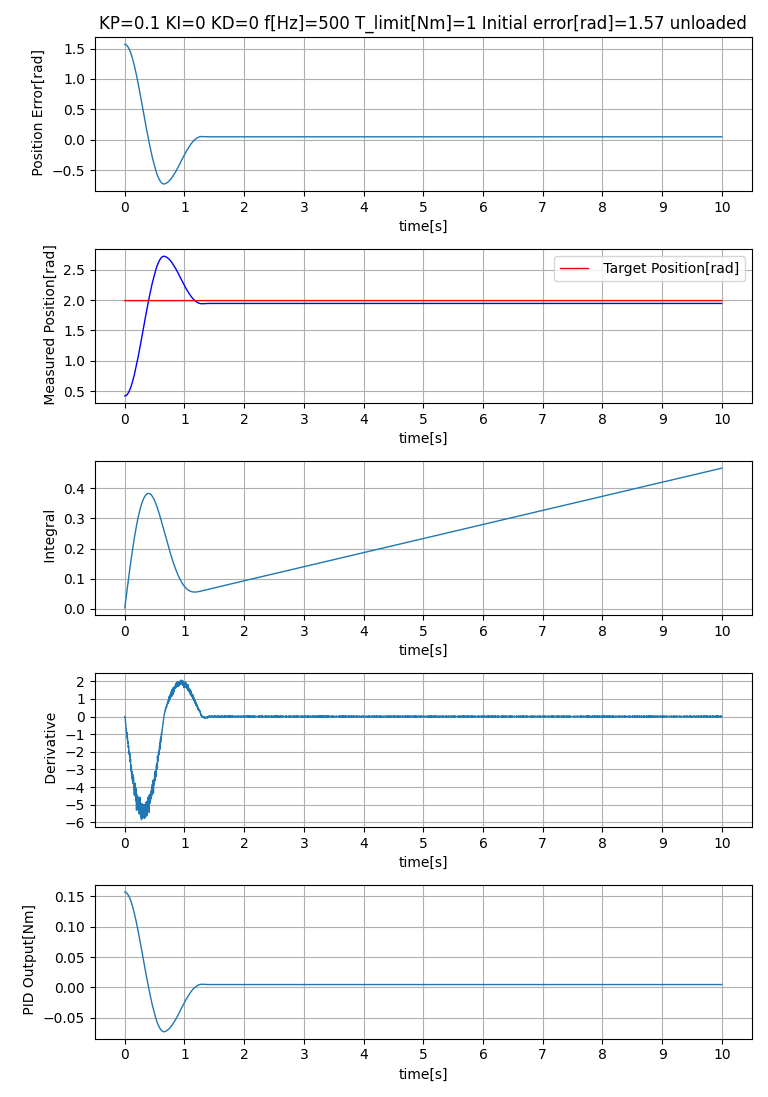 KP=0.1 KI=0 KD=0 f[Hz]=500 T_limit[Nm]=1 Initial error[rad]=1.57 unloaded
Position Error[rad]
1.5
1.0
0.5
0.0
−0.5
0 1 2 3 4 5 6 7 8 9 10
time[s]
Measured Position[rad]
2.5
2.0
1.5
1.0
0.5
Target Position[rad]
0 1 2 3 4 5 6 7 8 9 10
time[s]
Integral
0.4
0.3
0.2
0.1
0.0
0 1 2 3 4 5 6 7 8 9 10
time[s]
Derivative
2
1
0
−1
−2
−3
−4
−5
−6
0 1 2 3 4 5 6 7 8 9 10
time[s]
PID Output[Nm]
0.15
0.10
0.05
0.00
−0.05
0 1 2 3 4 5 6 7 8 9 10
time[s]